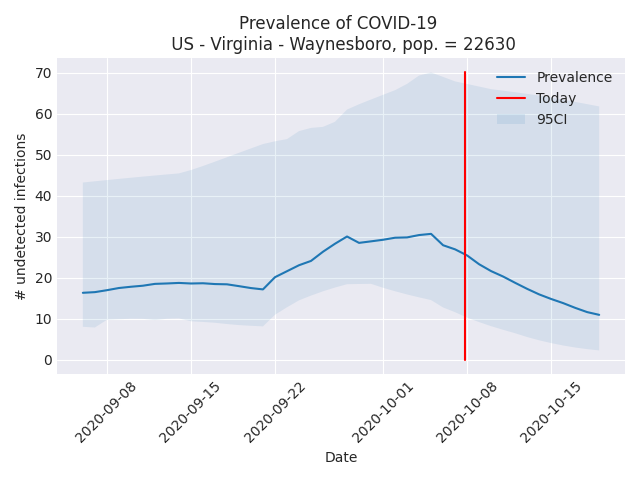 Prevalence of COVID-19
US - Virginia - Waynesboro, pop. = 22630
70
60
50
40
30
20
10
0
# undetected infections
Prevalence
Today
95CI
2020-09-08
2020-09-15
2020-09-22
2020-10-01
2020-10-08
2020-10-15
Date